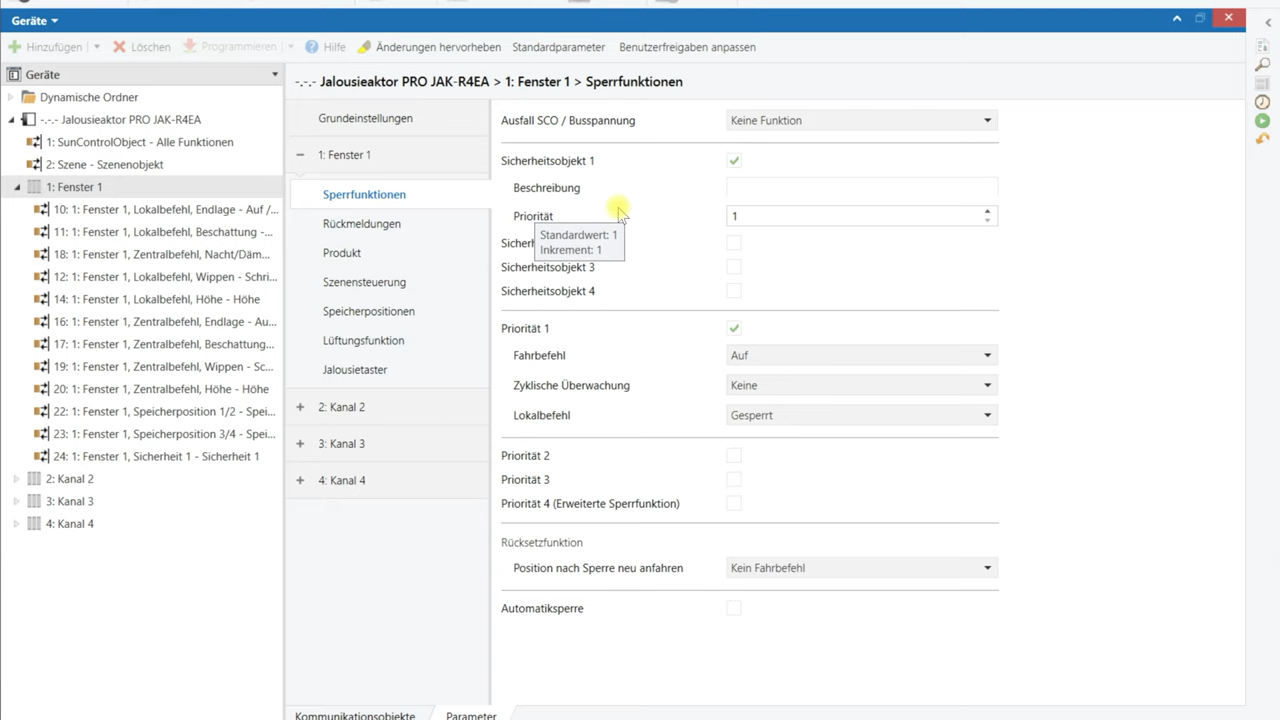 Geräte
Hinzufügen Löschen Programmieren Hilfe Änderungen hervorheben Standardparameter Benutzerfreigaben anpassen
Geräte
Dynamische Ordner
-.-.- Jalousieaktor PRO JAK-R4EA
1: SunControlObject - Alle Funktionen
2: Szene - Szenenobjekt
1: Fenster 1
10: 1: Fenster 1, Lokalbefehl, Endlage - Auf /...
11: 1: Fenster 1, Lokalbefehl, Beschattung -...
18: 1: Fenster 1, Zentralbefehl, Nacht/Däm...
12: 1: Fenster 1, Lokalbefehl, Wippen - Schri...
14: 1: Fenster 1, Lokalbefehl, Höhe - Höhe
16: 1: Fenster 1, Zentralbefehl, Endlage - Au...
17: 1: Fenster 1, Zentralbefehl, Beschattung...
19: 1: Fenster 1, Zentralbefehl, Wippen - Sc...
20: 1: Fenster 1, Zentralbefehl, Höhe - Höhe
22: 1: Fenster 1, Speicherposition 1/2 - Spei...
23: 1: Fenster 1, Speicherposition 3/4 - Spei...
24: 1: Fenster 1, Sicherheit 1 - Sicherheit 1
2: Kanal 2
3: Kanal 3
4: Kanal 4
-.-.- Jalousieaktor PRO JAK-R4EA > 1: Fenster 1 > Sperrfunktionen
Grundeinstellungen
1: Fenster 1
Sperrfunktionen
Rückmeldungen
Produkt
Szenensteuerung
Speicherpositionen
Lüftungsfunktion
Jalousietaster
2: Kanal 2
3: Kanal 3
4: Kanal 4
Ausfall SCO / Busspannung Keine Funktion
Sicherheitsobjekt 1
Beschreibung
Priorität 1
Standardwert: 1
Inkrement: 1
Sicherheitsobjekt 3
Sicherheitsobjekt 4
Priorität 1
Fahrbefehl Auf
Zyklische Überwachung Keine
Lokalbefehl Gesperrt
Priorität 2
Priorität 3
Priorität 4 (Erweiterte Sperrfunktion)
Rücksetzfunktion
Position nach Sperre neu anfahren Kein Fahrbefehl
Automatiksperre
Kommunikationsobjekte Parameter